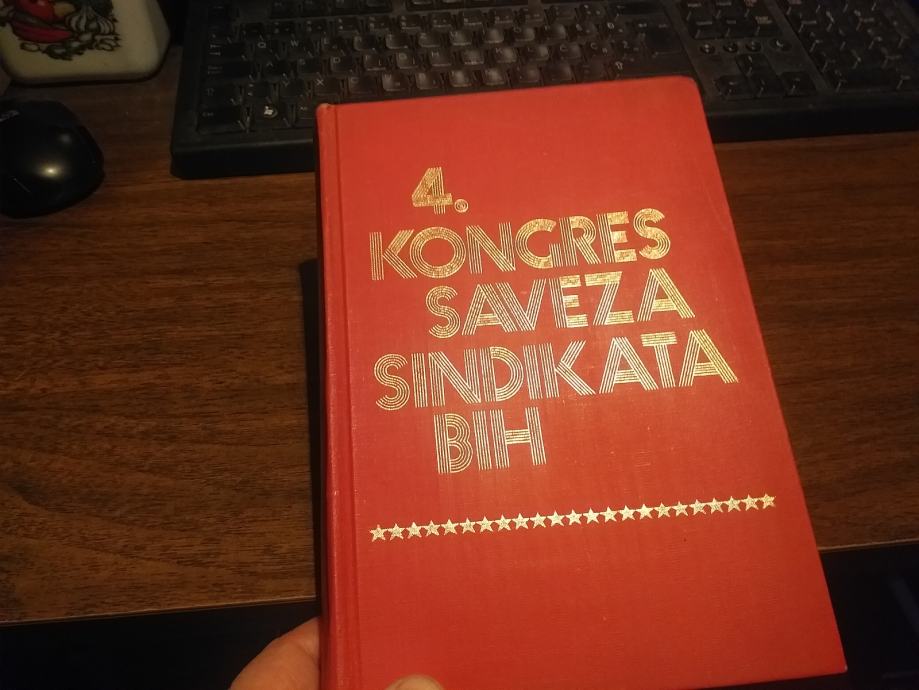 4.
KONGRES
SAVEZA
SINDIKATA
BIH